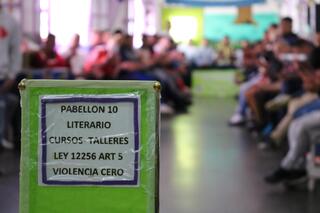 PABELLON 10
LITERARIO
CURSOS TALLERES
LEY 12256 ART 5
VIOLENCIA CERO